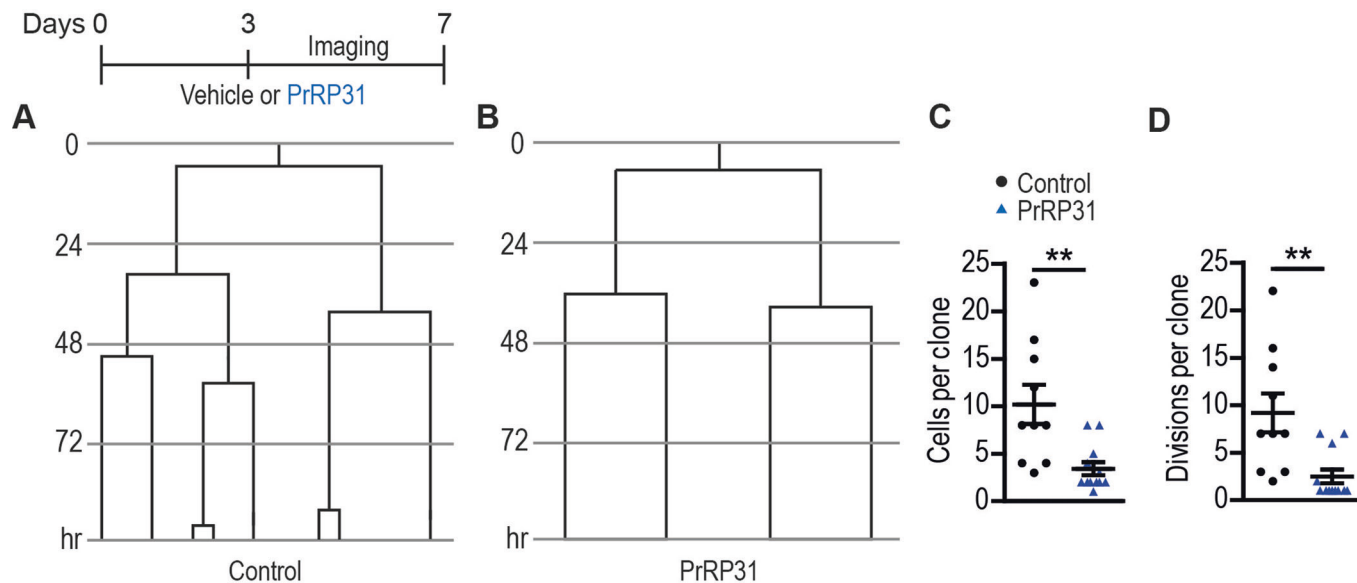 Days 0 3 7
Imaging
Vehicle or PrRP31
A
0
24
48
72
hr
Control
B
0
24
48
72
hr
PrRP31
C
Control
PrRP31
**
25
20
15
10
5
0
Cells per clone
D
**
25
20
15
10
5
0
Divisions per clone